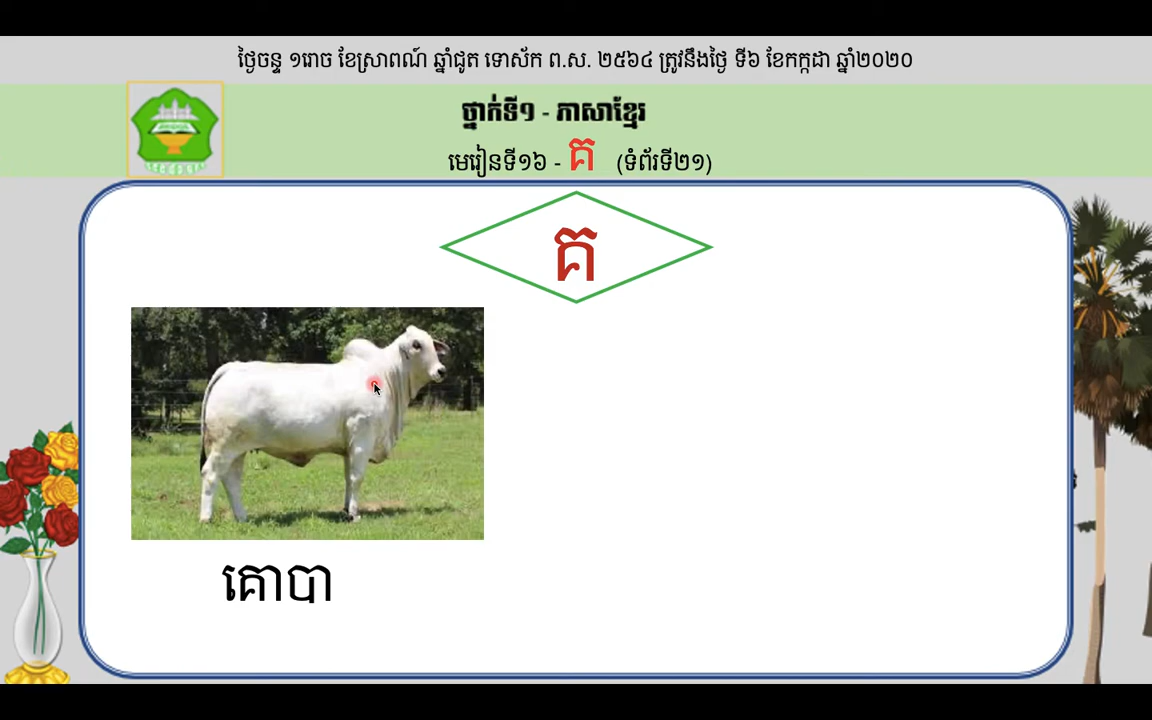 ថ្ងៃចន្ទ ១រោច ខែស្រាពណ៍ ឆ្នាំជូត ទោស័ក ព.ស. ២៥៦៤ ត្រូវនឹងថ្ងៃ ទី៦ ខែកក្កដា ឆ្នាំ២០២០
ថ្នាក់ទី១ - ភាសាខ្មែរ
មេរៀនទី១៦ - គ (ទំព័រទី២១)
គ
គោបា